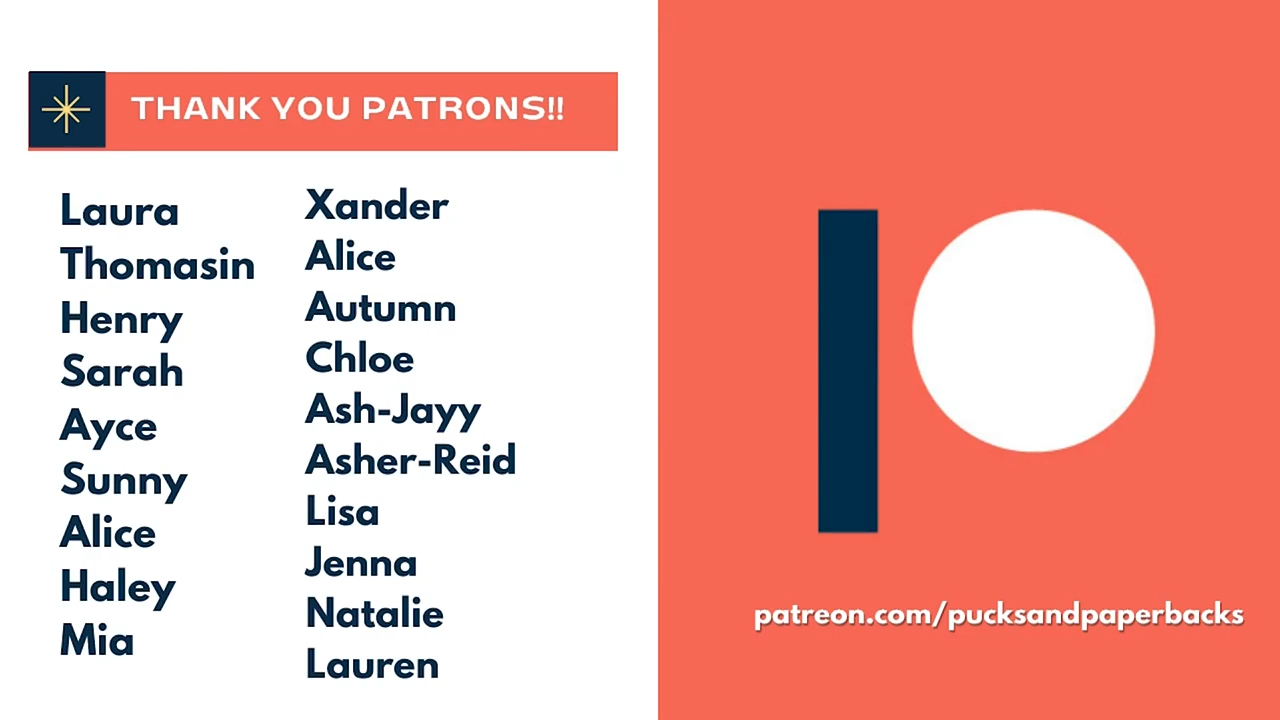 THANK YOU PATRONS!!
Laura
Thomasin
Henry
Sarah
Ayce
Sunny
Alice
Haley
Mia
Xander
Alice
Autumn
Chloe
Ash-Jayy
Asher-Reid
Lisa
Jenna
Natalie
Lauren
patreon.com/pucksandpaperbacks